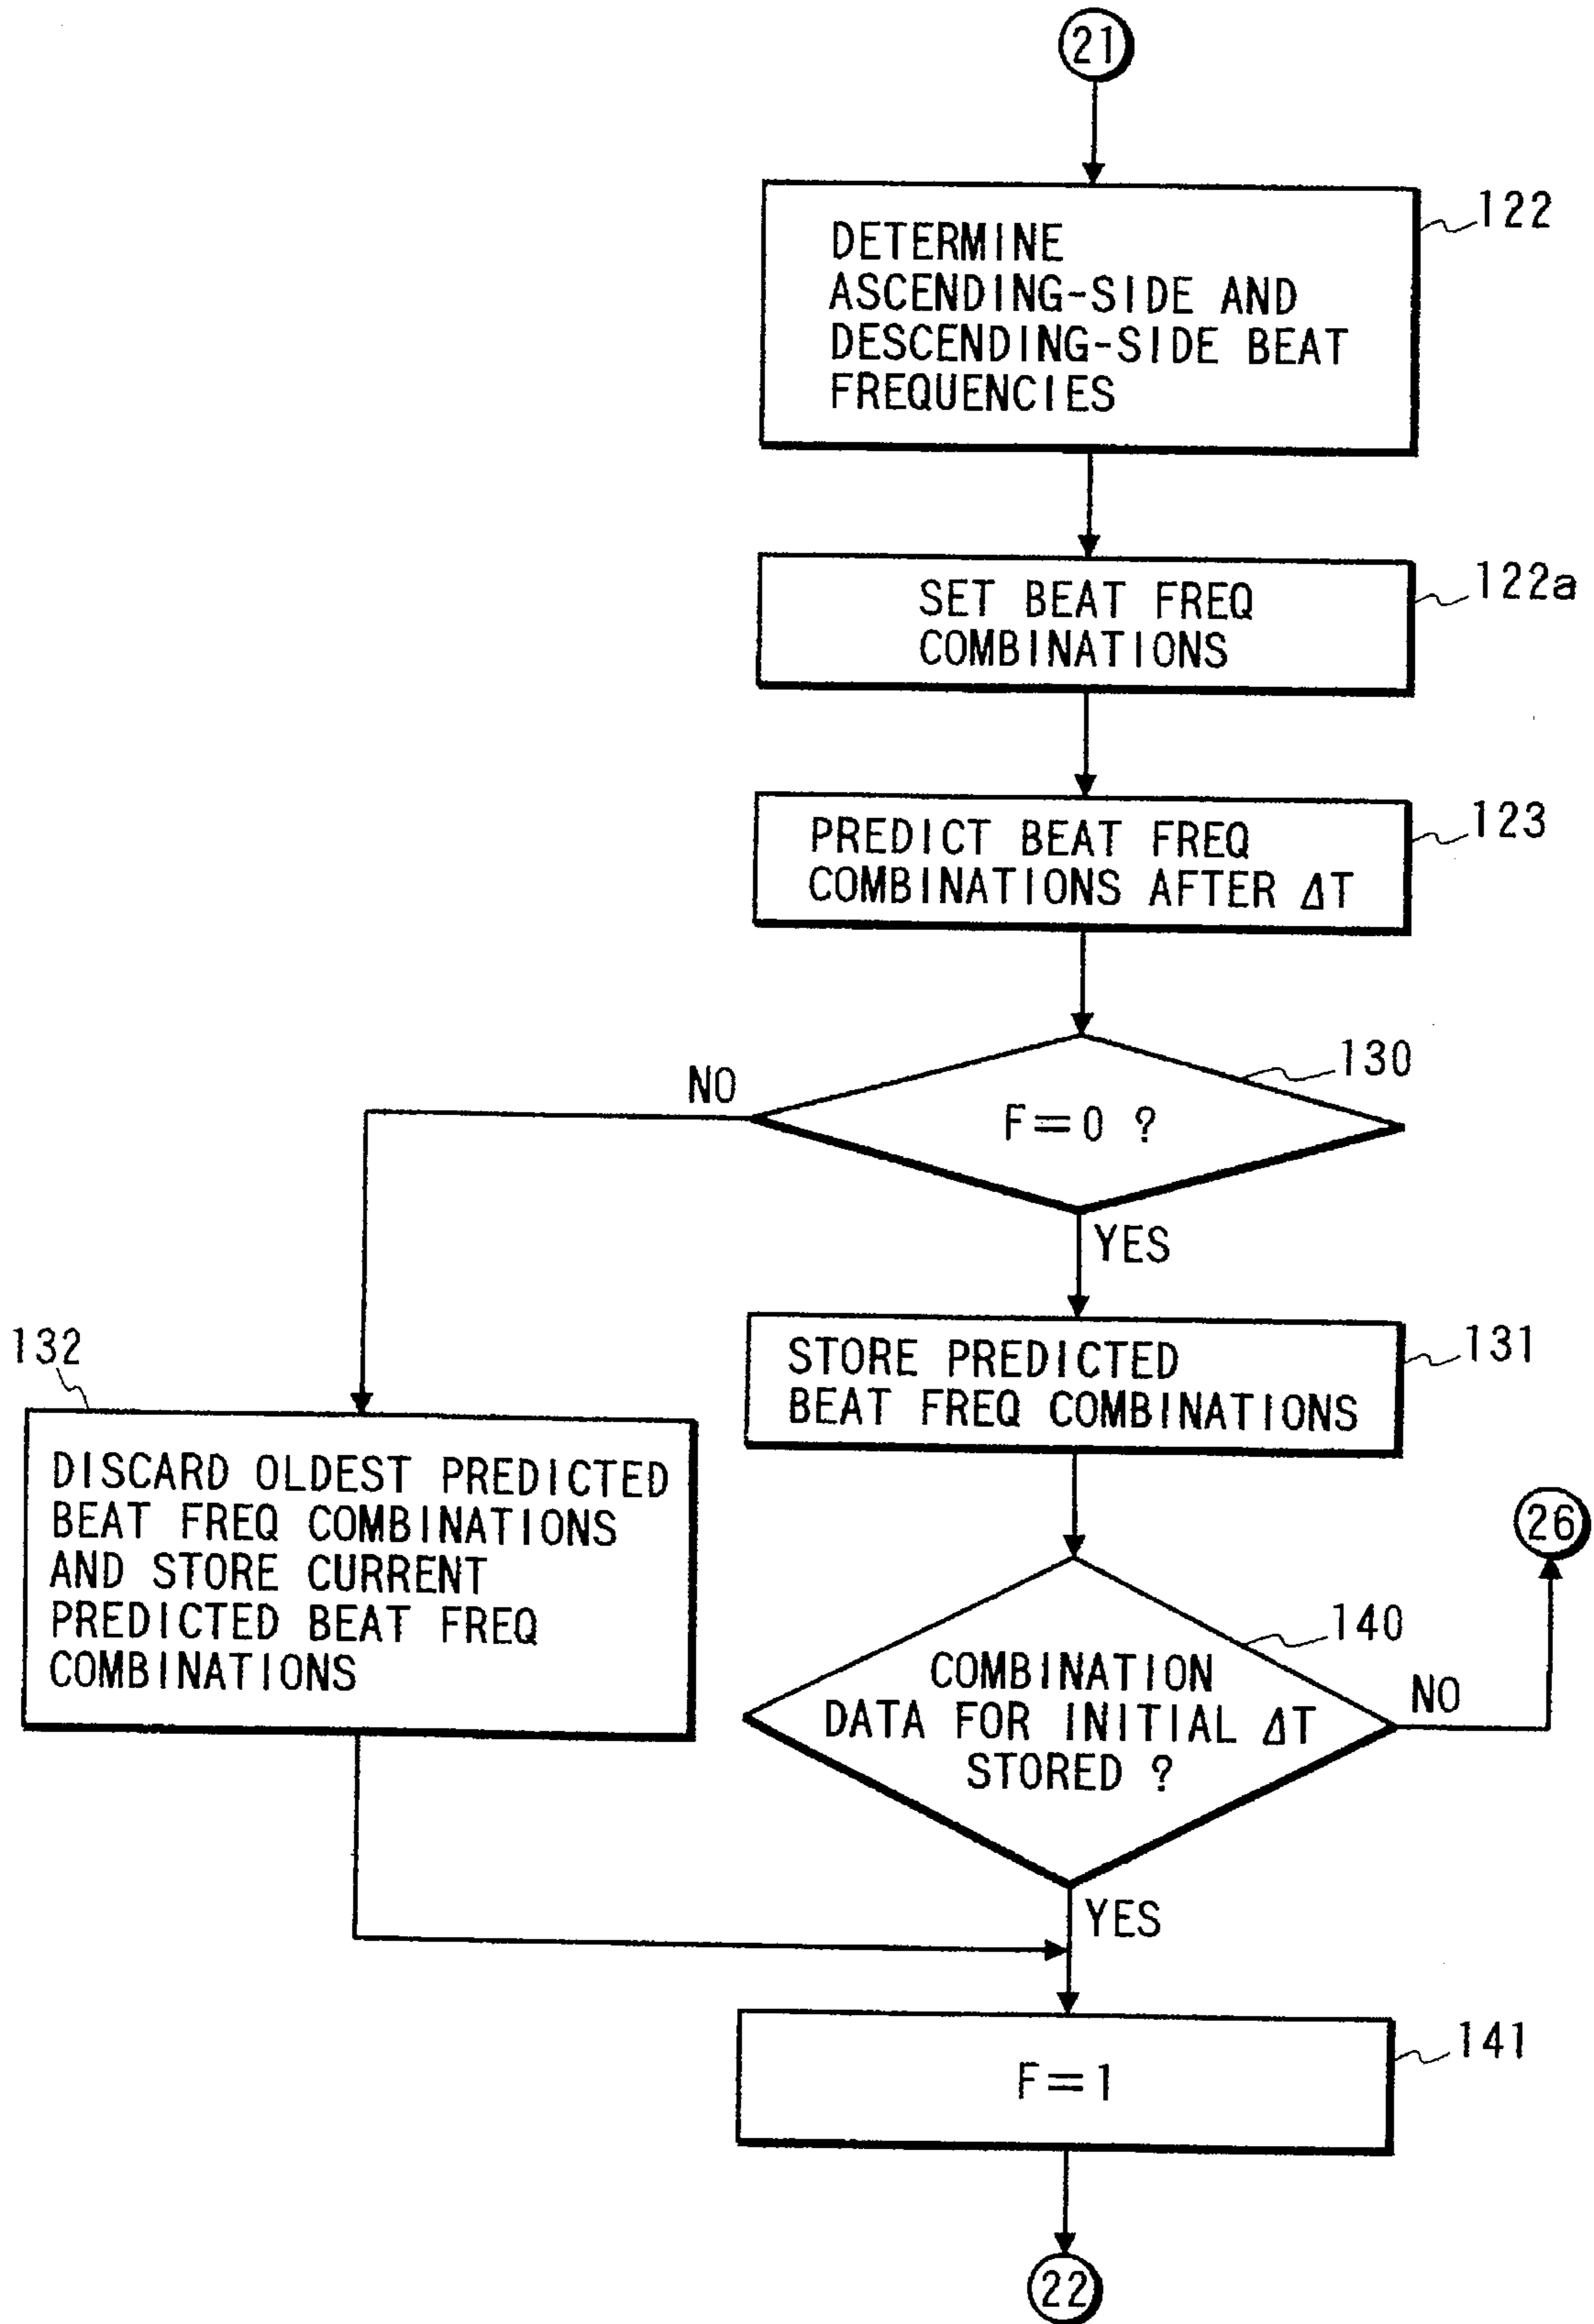 21
122
DETERMINE
ASCENDING-SIDE AND
DESCENDING-SIDE BEAT
FREQUENCIES
122a
SET BEAT FREQ
COMBINATIONS
123
PREDICT BEAT FREQ
COMBINATIONS AFTER ΔT
130
NO
F=0 ?
YES
131
STORE PREDICTED
BEAT FREQ COMBINATIONS
132
DISCARD OLDEST PREDICTED
BEAT FREQ COMBINATIONS
AND STORE CURRENT
PREDICTED BEAT FREQ
COMBINATIONS
26
140
COMBINATION
DATA FOR INITIAL ΔT
STORED ?
NO
YES
141
F=1
22